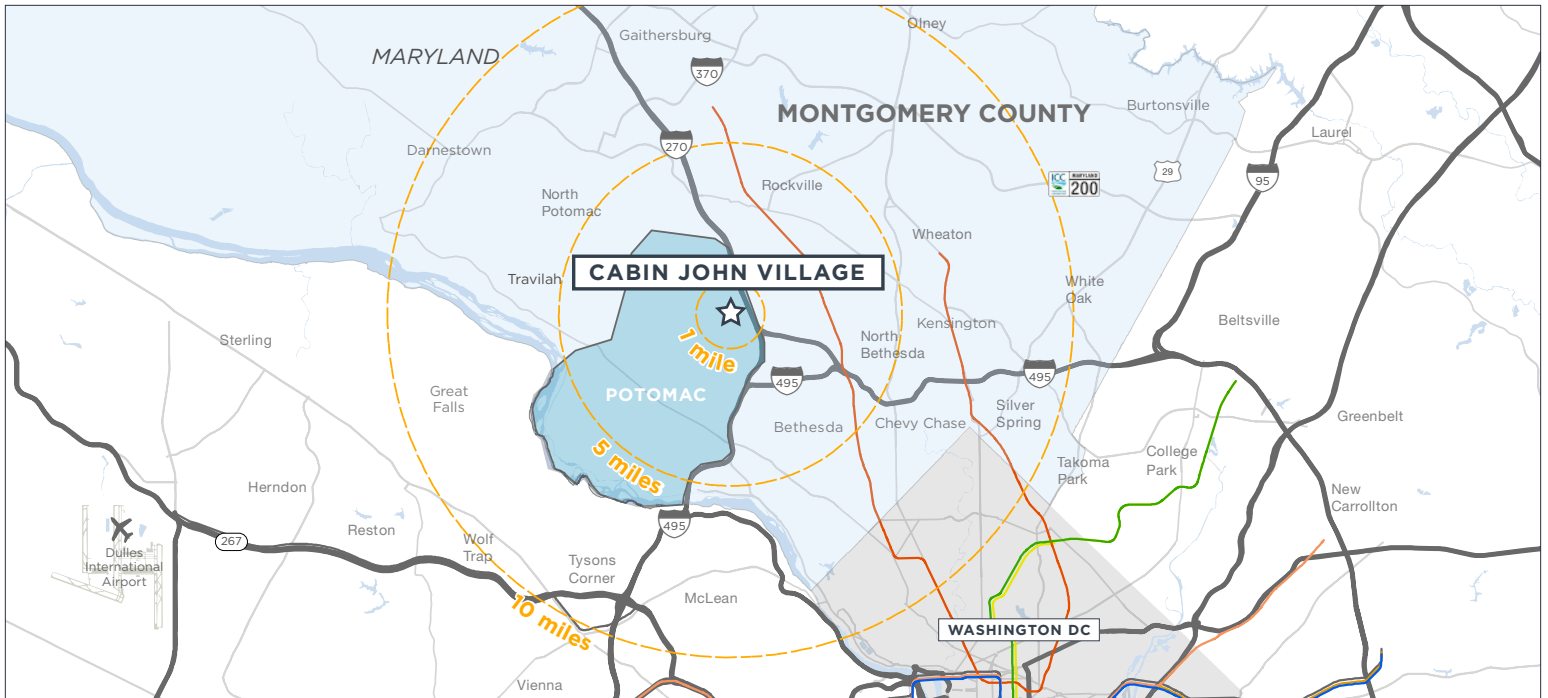 Olney
Gaithersburg
MARYLAND
370
MONTGOMERY COUNTY
Burtonsville
Laurel
270
Darnestown
29
95
ICC
MARYLAND
200
Rockville
North
Potomac
Wheaton
CABIN JOHN VILLAGE
Travilah
White
Oak
Kensington
Beltsville
1 mile
North
Bethesda
Sterling
495
495
POTOMAC
Great
Falls
Silver
Spring
Greenbelt
Bethesda
Chevy Chase
5 miles
College
Park
Takoma
Park
Herndon
New
Carrollton
495
Reston
267
Wolf
Trap
Dulles
International
Airport
Tysons
Corner
McLean
10 miles
WASHINGTON DC
Vienna